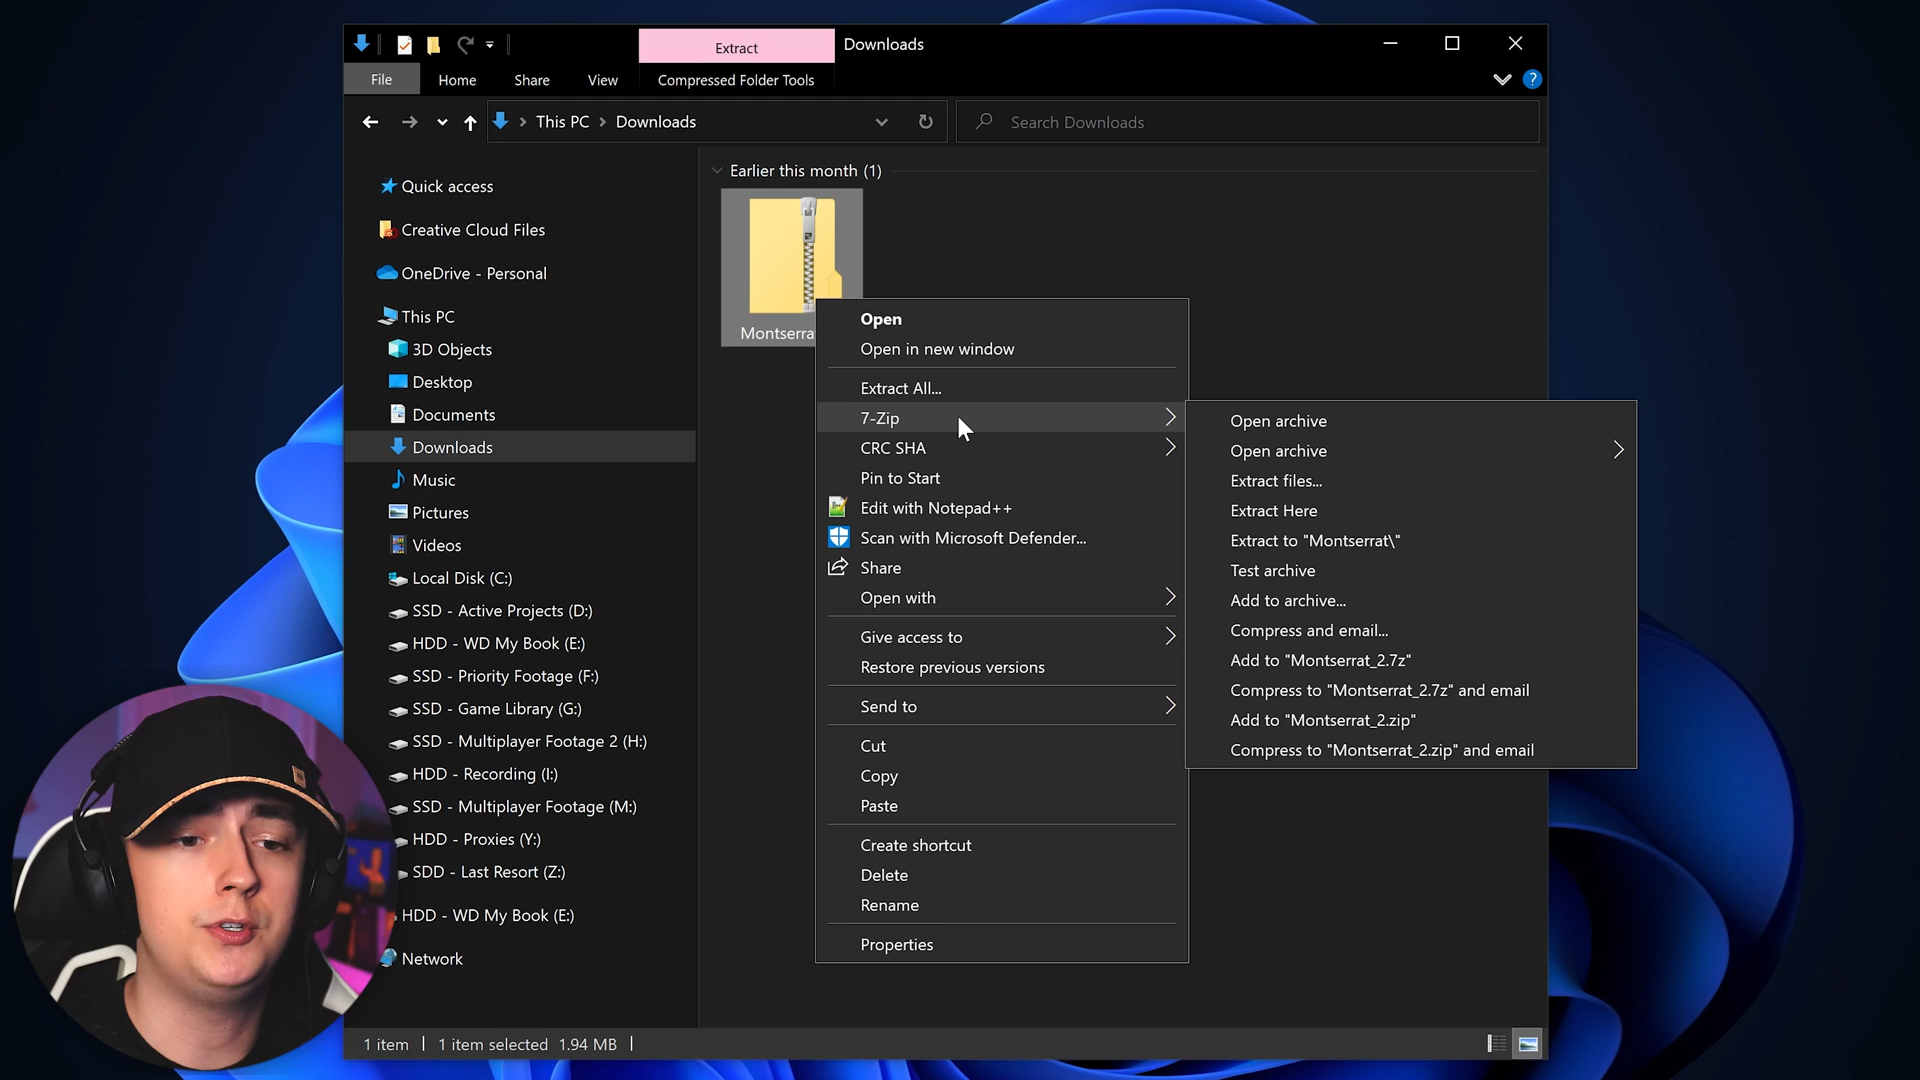 Extract
Downloads
File
Home
Share
View
Compressed Folder Tools
?
This PC
Downloads
Search Downloads
Quick access
Creative Cloud Files
OneDrive - Personal
This PC
3D Objects
Desktop
Documents
Downloads
Music
Pictures
Videos
Local Disk (C:)
SSD - Active Projects (D:)
HDD - WD My Book (E:)
SSD - Priority Footage (F:)
SSD - Game Library (G:)
SSD - Multiplayer Footage 2 (H:)
HDD - Recording (I:)
SSD - Multiplayer Footage (M:)
HDD - Proxies (Y:)
SDD - Last Resort (Z:)
HDD - WD My Book (E:)
Network
Earlier this month (1)
Montserra
Open
Open in new window
Extract All...
7-Zip
CRC SHA
Pin to Start
Edit with Notepad++
Scan with Microsoft Defender...
Share
Open with
Give access to
Restore previous versions
Send to
Cut
Copy
Paste
Create shortcut
Delete
Rename
Properties
Open archive
Open archive
Extract files...
Extract Here
Extract to "Montserrat\"
Test archive
Add to archive...
Compress and email...
Add to "Montserrat_2.7z"
Compress to "Montserrat_2.7z" and email
Add to "Montserrat_2.zip"
Compress to "Montserrat_2.zip" and email
1 item
1 item selected 1.94 MB